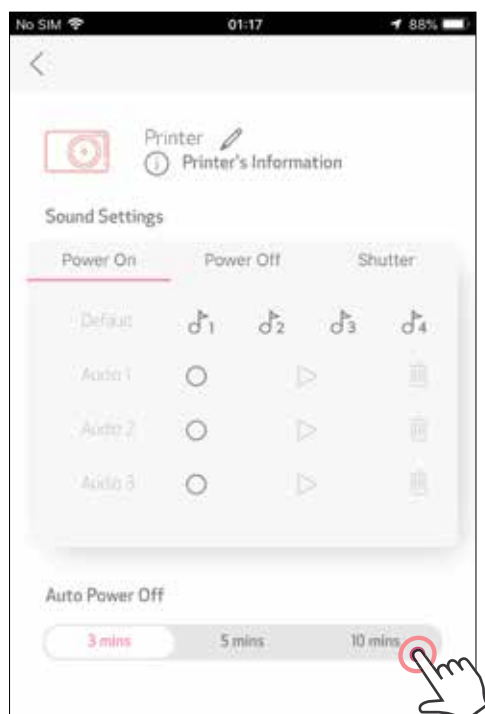 No SIM 01:17 88%
Printer
Printer's Information
Sound Settings
Power On Power Off Shutter
Default 1 2 3 4
Audio 1
Audio 2
Audio 3
Auto Power Off
3 mins 5 mins 10 mins